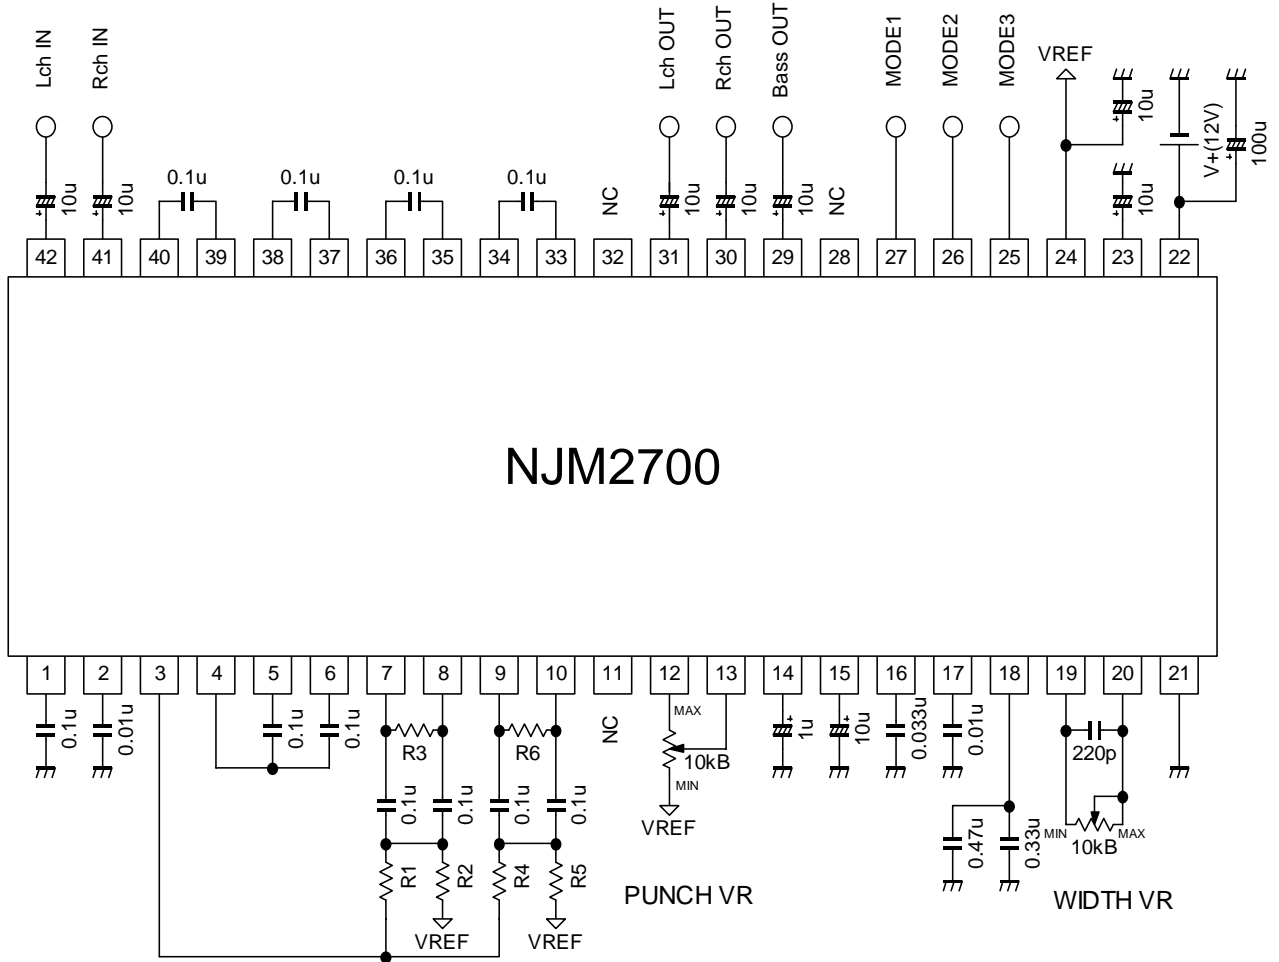 Lch IN
Rch IN
Lch OUT
Rch OUT
Bass OUT
MODE1
MODE2
MODE3
VREF
10u
V+(12V)
100u
10u
10u
0.1u
0.1u
0.1u
0.1u
NC
10u
10u
10u
NC
10u
42
41
40
39
38
37
36
35
34
33
32
31
30
29
28
27
26
25
24
23
22
NJM2700
1
2
3
4
5
6
7
8
9
10
11
12
13
14
15
16
17
18
19
20
21
0.1u
0.01u
0.1u
0.1u
R3
R6
NC
MAX
10kB
MIN
VREF
1u
10u
0.033u
0.01u
220p
0.1u
0.1u
0.1u
0.1u
0.47u
0.33u
MIN
10kB
MAX
R1
R2
R4
R5
VREF
VREF
PUNCH VR
WIDTH VR